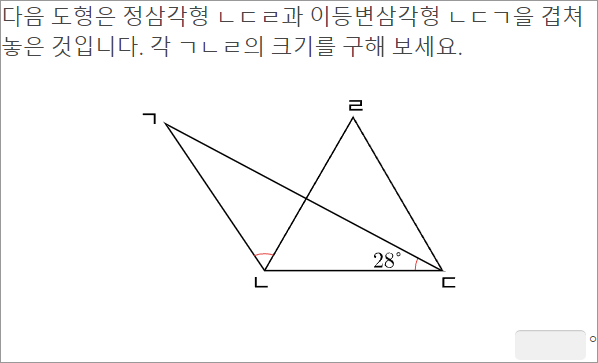 다음 도형은 정삼각형 ㄴㄷㄹ과 이등변삼각형 ㄴㄷㄱ을 겹쳐
놓은 것입니다. 각 ㄱㄴㄹ의 크기를 구해 보세요.
ㄹ
ㄱ
28°
ㄴ
ㄷ
°